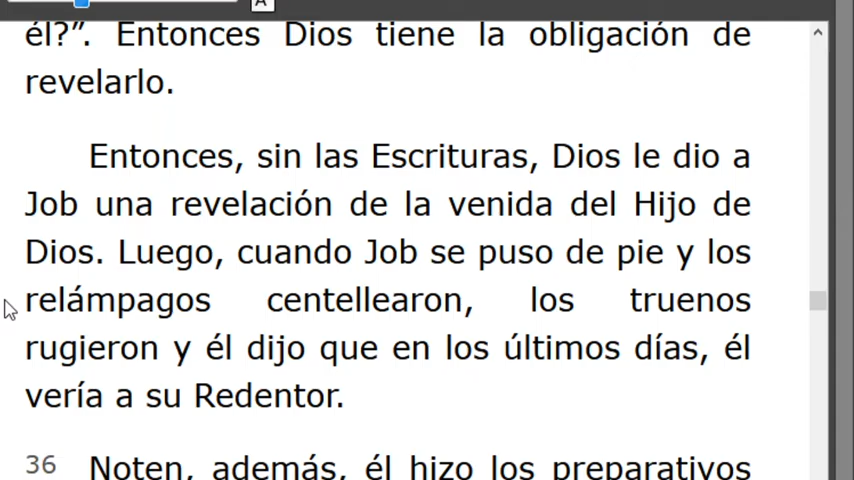 A
él?”. Entonces Dios tiene la obligación de
revelarlo.
Entonces, sin las Escrituras, Dios le dio a
Job una revelación de la venida del Hijo de
Dios. Luego, cuando Job se puso de pie y los
relámpagos centellearon, los truenos
rugieron y él dijo que en los últimos días, él
vería a su Redentor.
36 Noten, además, él hizo los preparativos